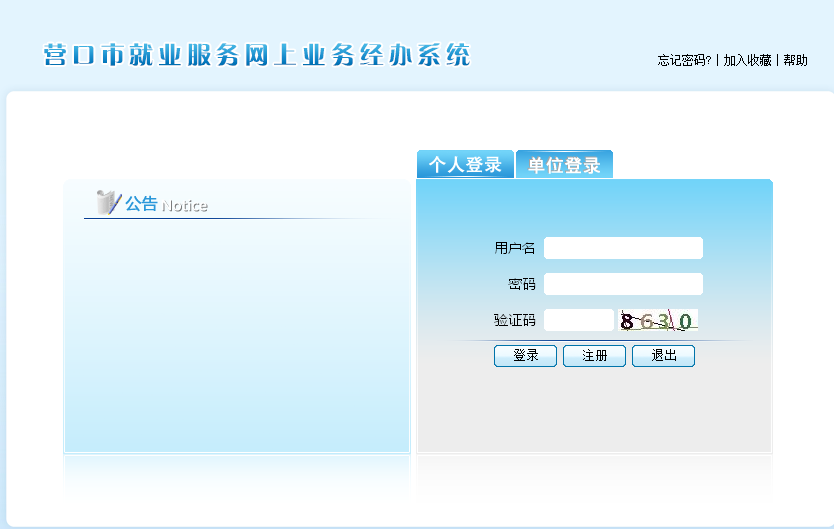 营口市就业服务网上业务经办系统
忘记密码? | 加入收藏 | 帮助
个人登录 单位登录
公告 Notice
用户名
密码
验证码 8630
登录 注册 退出